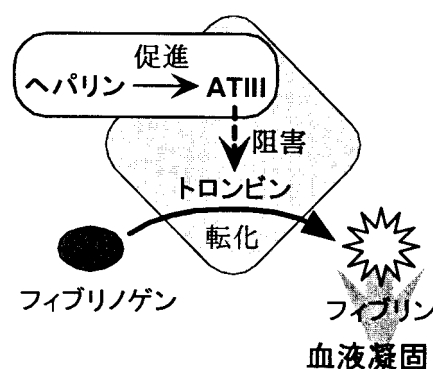 促進
ヘパリン ATIII
阻害
トロンビン
転化
フィブリノゲン
フィブリン
血液凝固